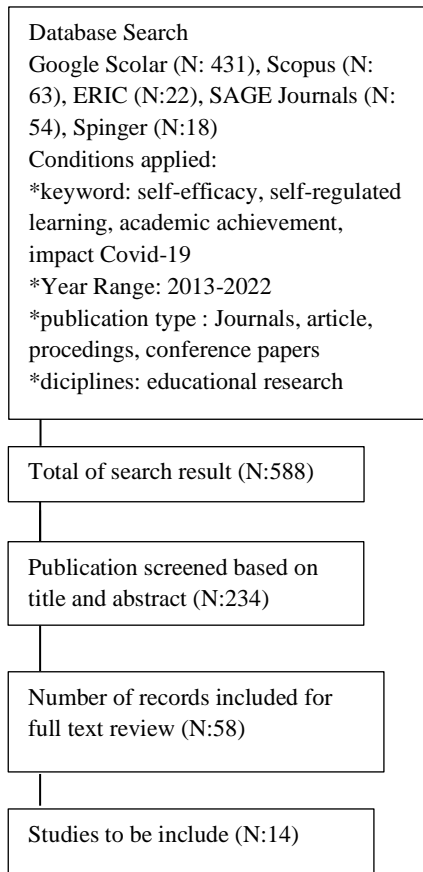 Database Search
Google Scolar (N: 431), Scopus (N:
63), ERIC (N:22), SAGE Journals (N:
54), Spinger (N:18)
Conditions applied:
*keyword: self-efficacy, self-regulated
learning, academic achievement,
impact Covid-19
*Year Range: 2013-2022
*publication type : Journals, article,
procedings, conference papers
*diciplines: educational research
Total of search result (N:588)
Publication screened based on
title and abstract (N:234)
Number of records included for
full text review (N:58)
Studies to be include (N:14)